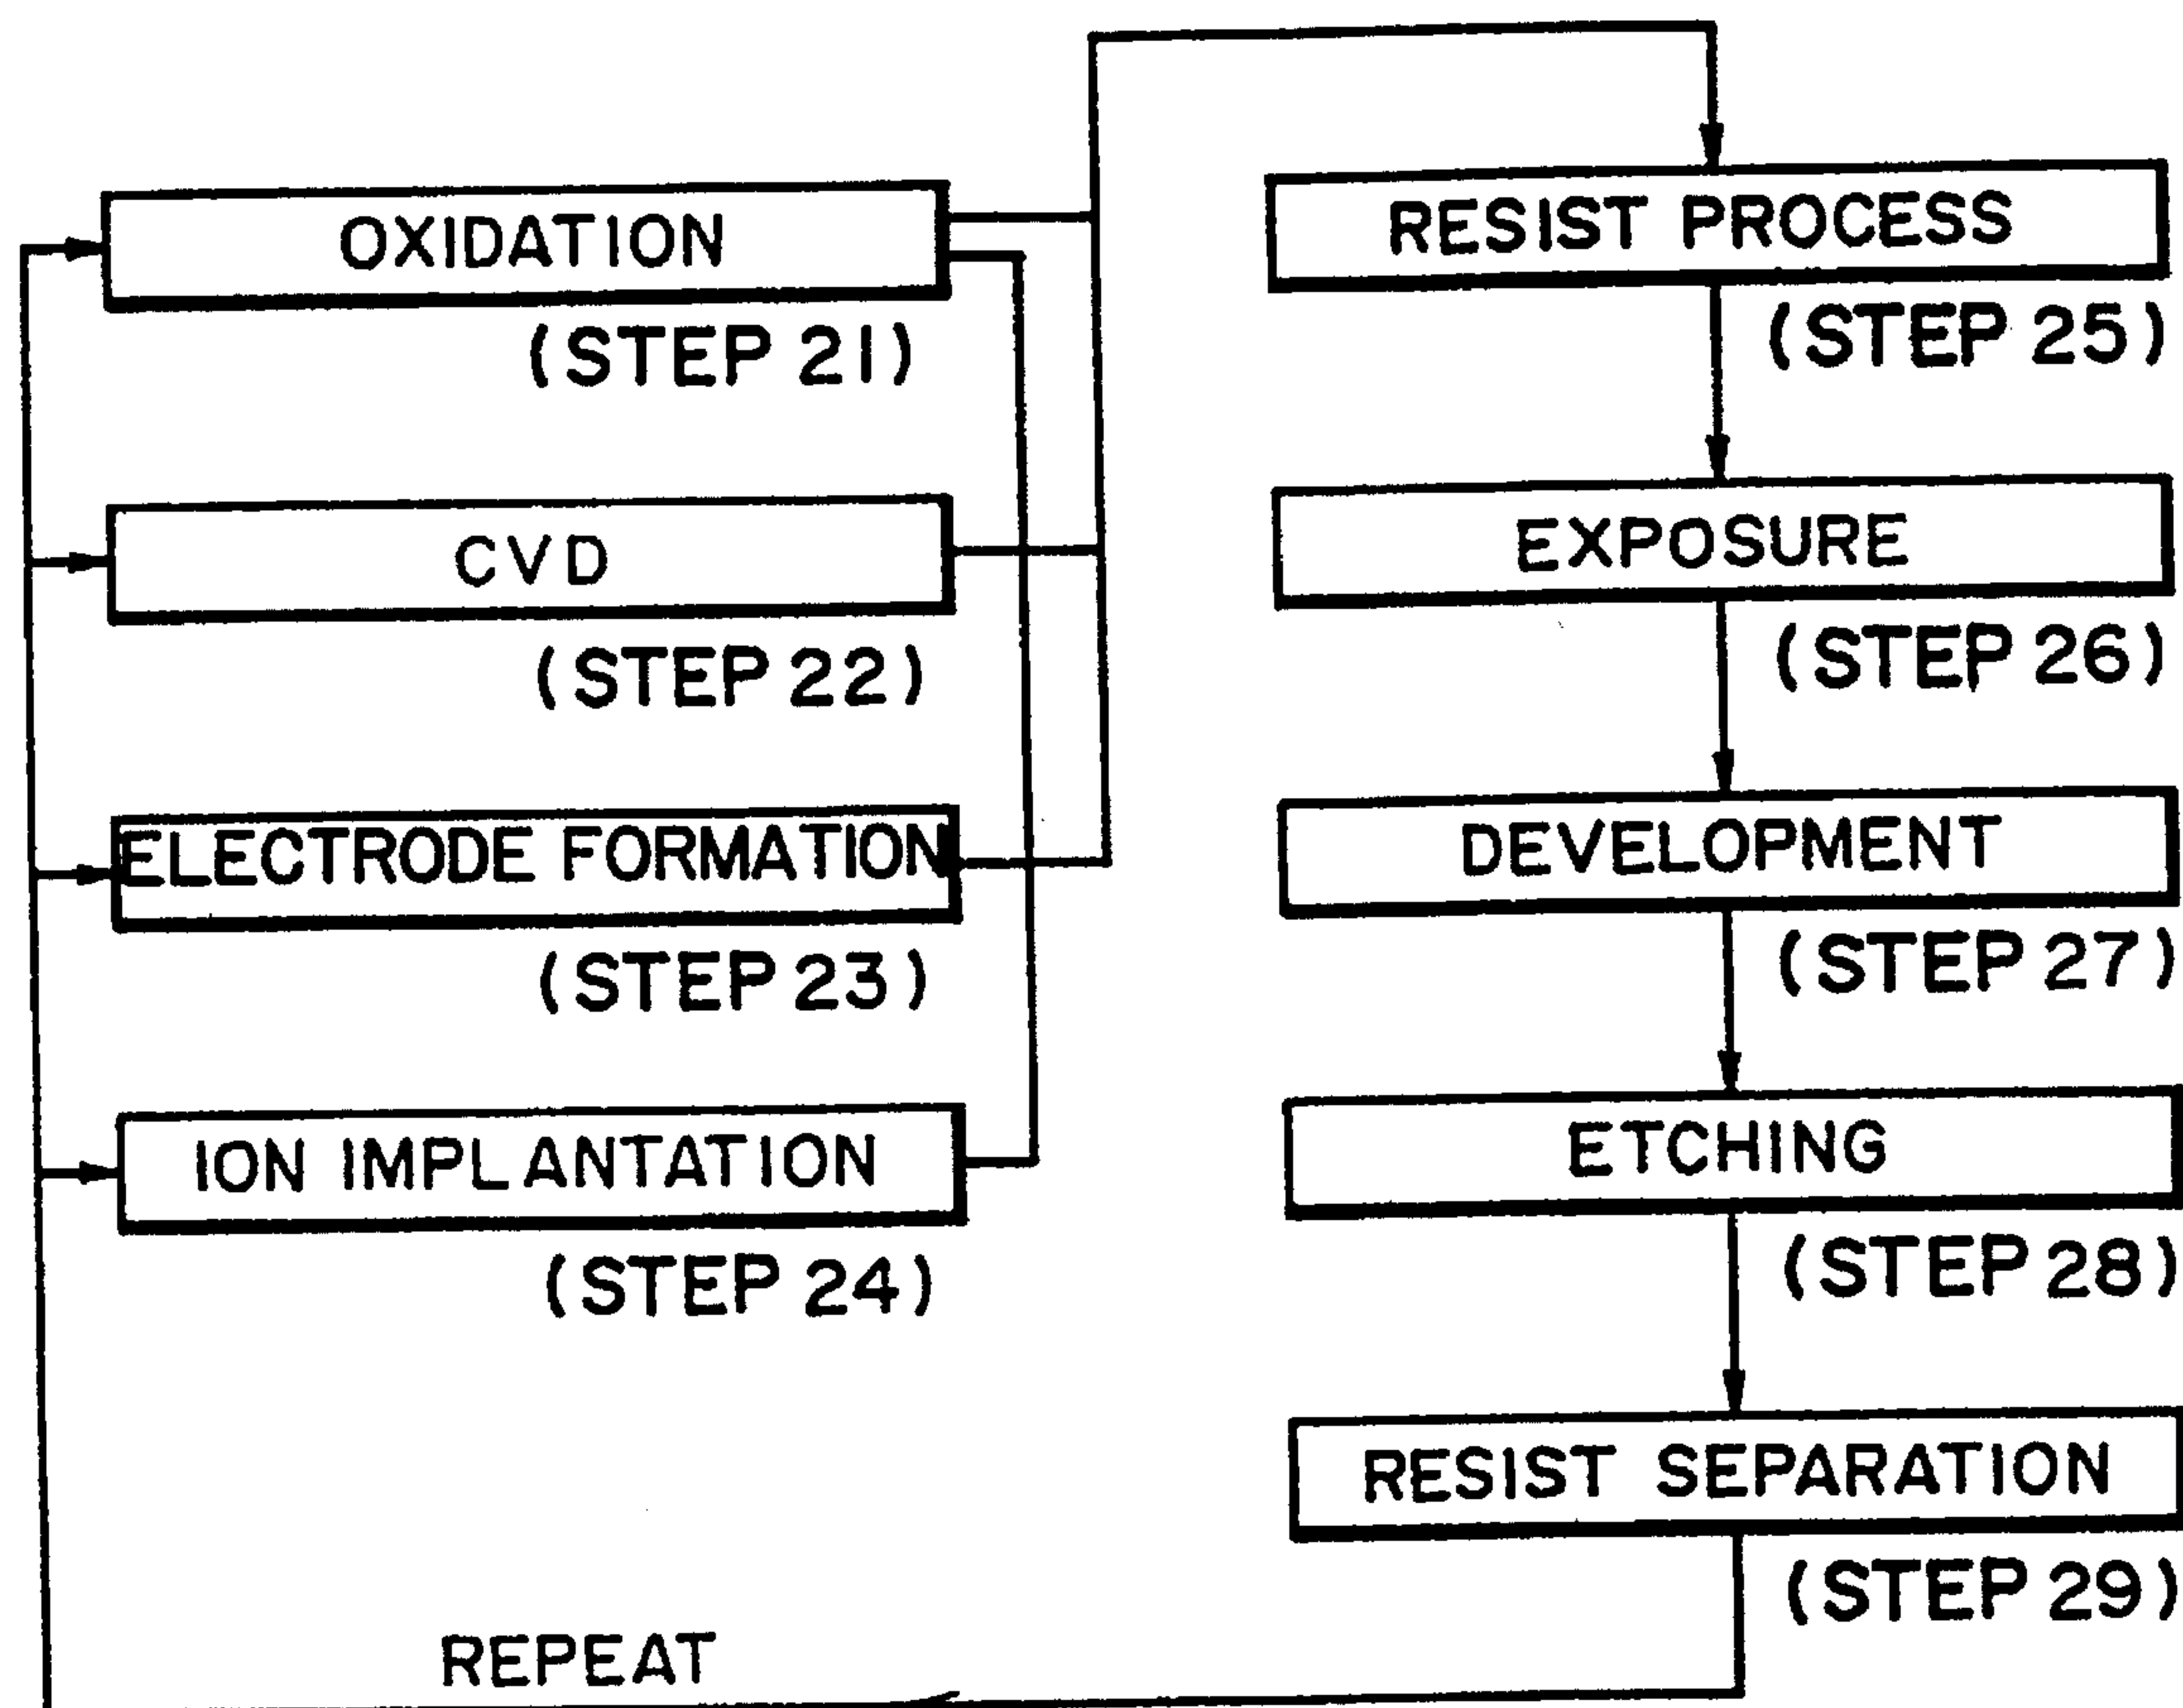 OXIDATION
(STEP 21)
CVD
(STEP 22)
ELECTRODE FORMATION
(STEP 23)
ION IMPLANTATION
(STEP 24)
RESIST PROCESS
(STEP 25)
EXPOSURE
(STEP 26)
DEVELOPMENT
(STEP 27)
ETCHING
(STEP 28)
RESIST SEPARATION
(STEP 29)
REPEAT